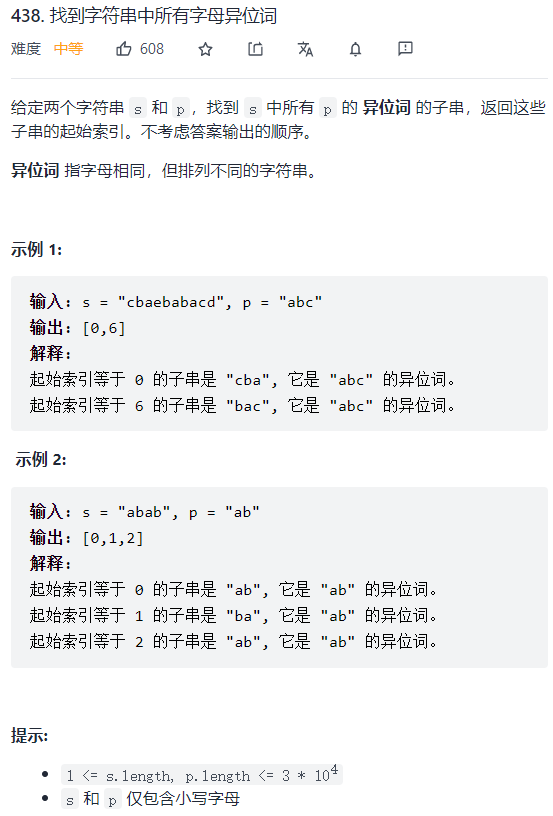 438. 找到字符串中所有字母异位词
难度 中等 608
给定两个字符串 s 和 p，找到 s 中所有 p 的 异位词 的子串，返回这些
子串的起始索引。不考虑答案输出的顺序。
异位词 指字母相同，但排列不同的字符串。
示例 1:
输入: s = "cbaebabacd", p = "abc"
输出: [0,6]
解释:
起始索引等于 0 的子串是 "cba", 它是 "abc" 的异位词。
起始索引等于 6 的子串是 "bac", 它是 "abc" 的异位词。
示例 2:
输入: s = "abab", p = "ab"
输出: [0,1,2]
解释:
起始索引等于 0 的子串是 "ab", 它是 "ab" 的异位词。
起始索引等于 1 的子串是 "ba", 它是 "ab" 的异位词。
起始索引等于 2 的子串是 "ab", 它是 "ab" 的异位词。
提示:
• 1 <= s.length, p.length <= 3 * 10⁴
• s 和 p 仅包含小写字母